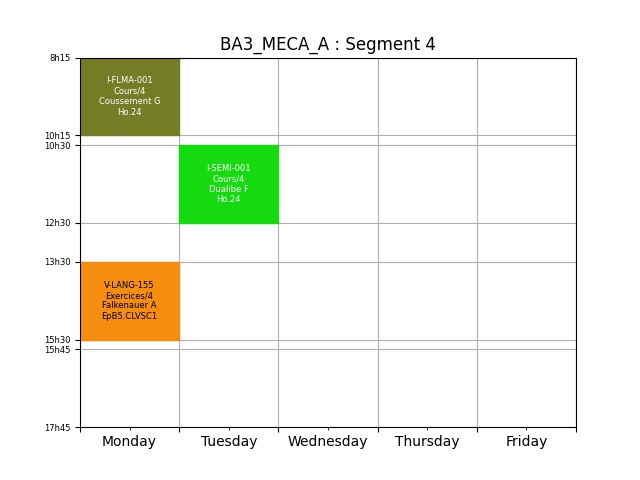 BA3_MECA_A : Segment 4
8h15
I-FLMA-001
Cours/4
Coussement G
Ho.24
10h15
10h30
I-SEMI-001
Cours/4
Dualibe F
Ho.24
12h30
13h30
V-LANG-155
Exercices/4
Falkenauer A
EpB5.CLVSC1
15h30
15h45
17h45
Monday Tuesday Wednesday Thursday Friday